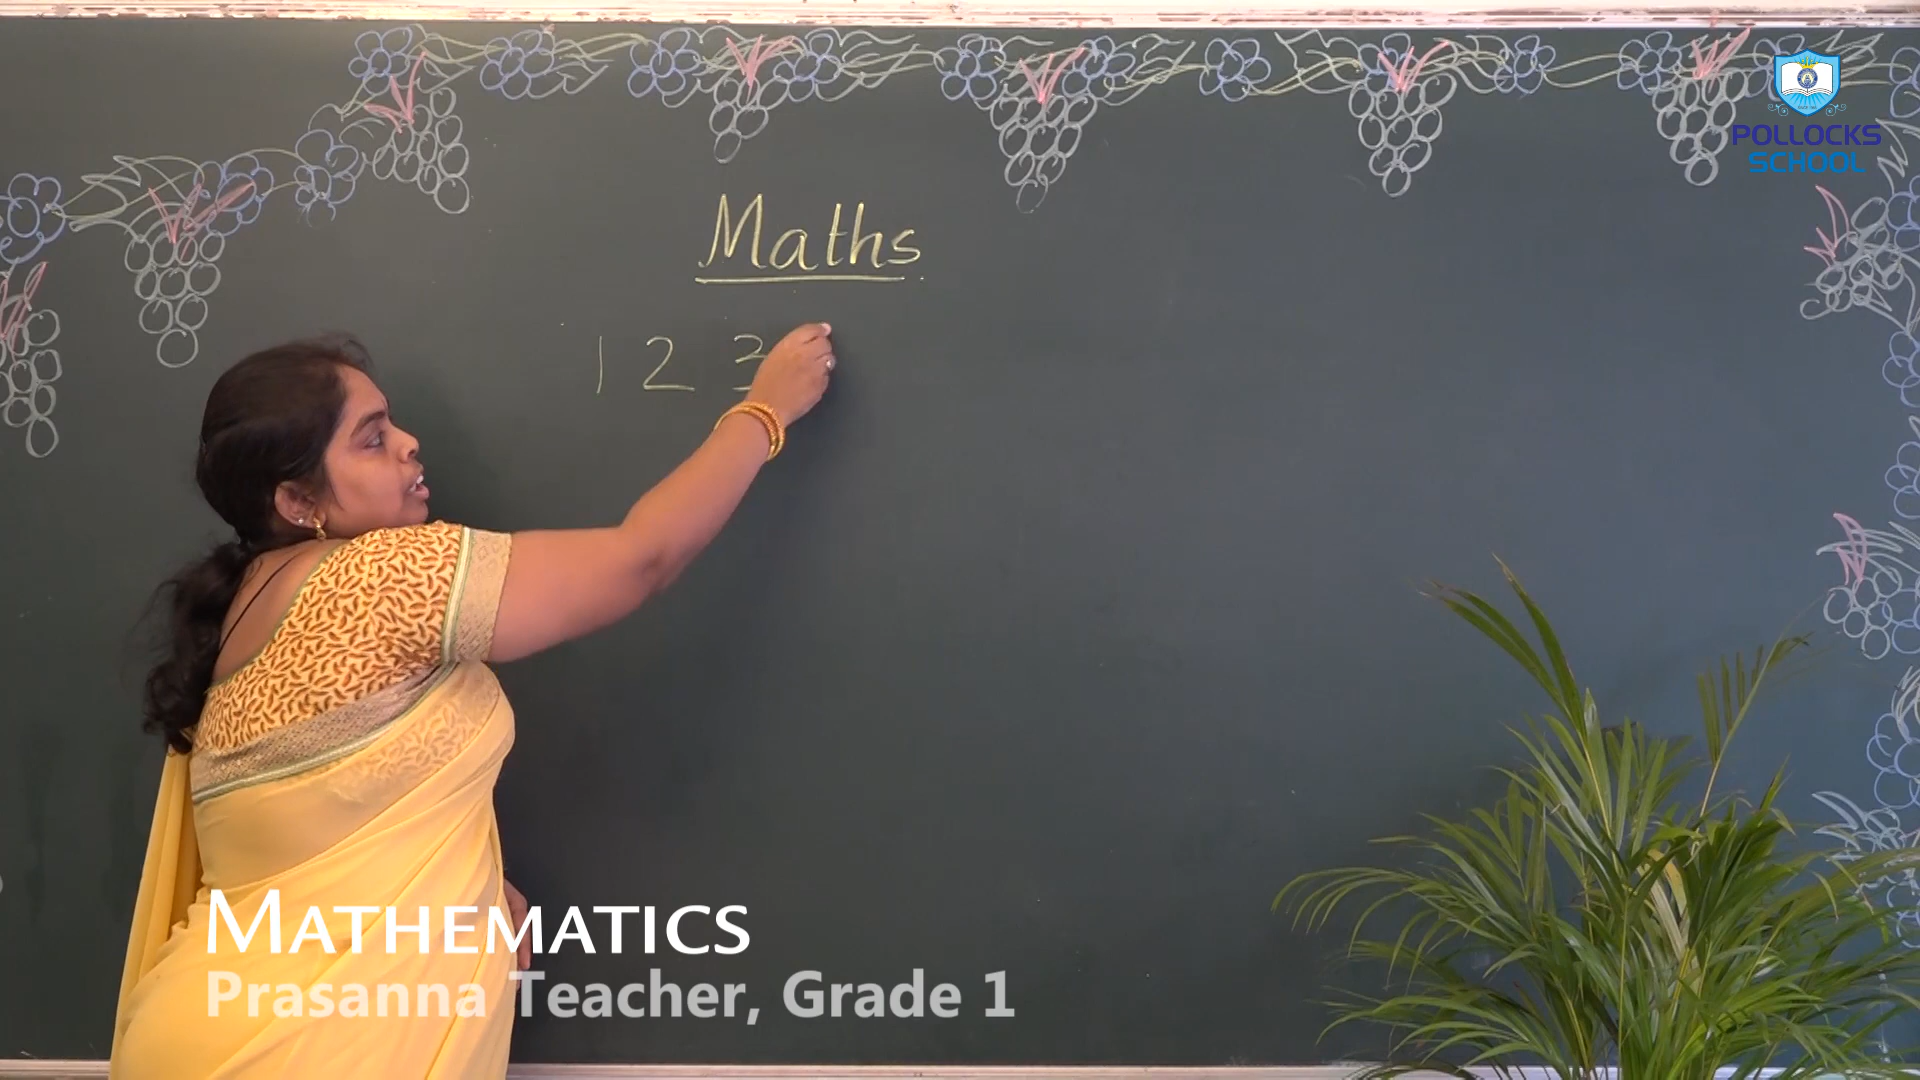 POLLOCKS
SCHOOL
Maths
1 2 3
MATHEMATICS
Prasanna Teacher, Grade 1